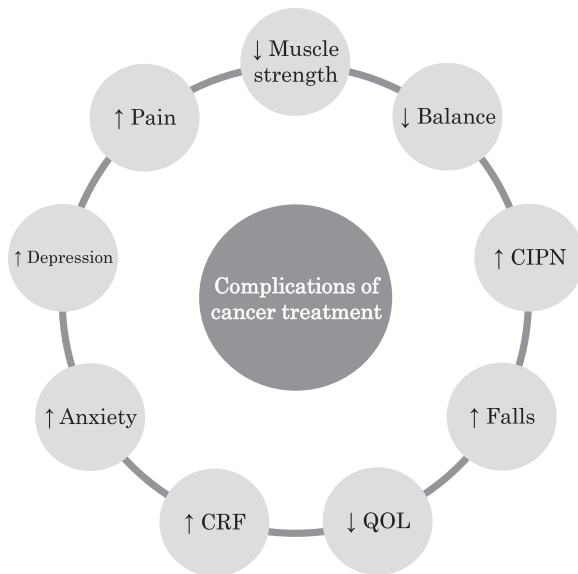 ↓ Muscle
strength
↓ Balance
↑ CIPN
↑ Falls
↓ QOL
↑ CRF
↑ Anxiety
↑ Depression
↑ Pain
Complications of
cancer treatment